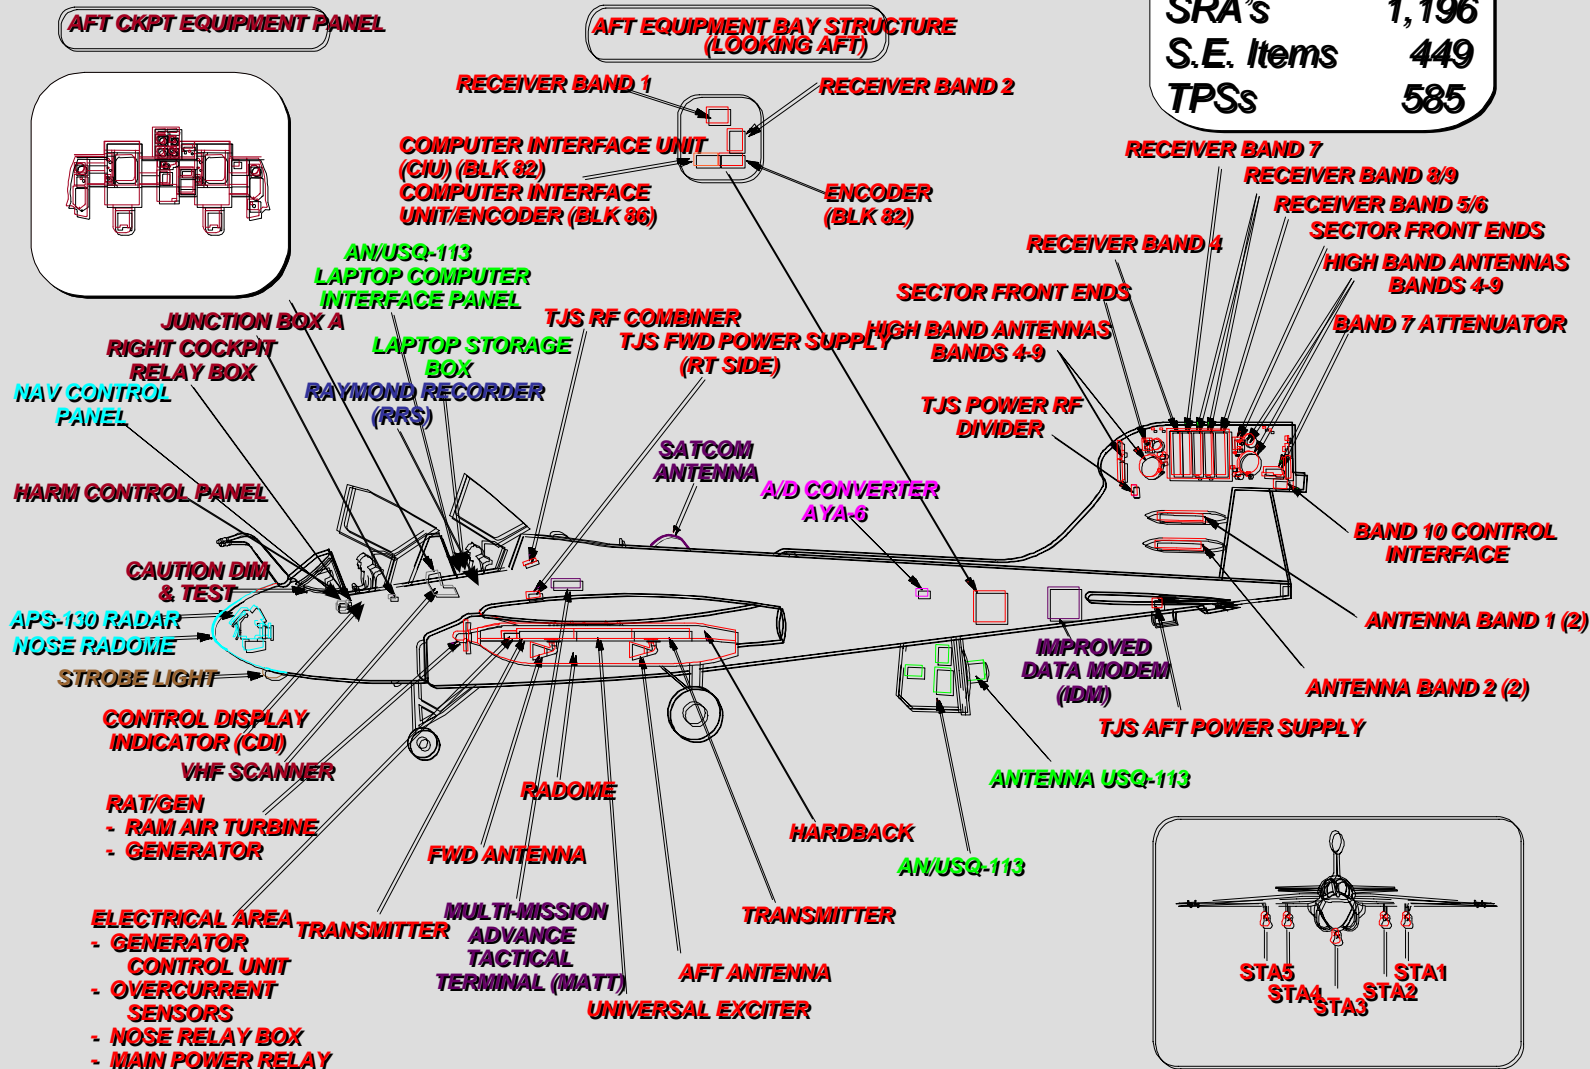 AFT CKPT EQUIPMENT PANEL
AFT EQUIPMENT BAY STRUCTURE
(LOOKING AFT)
SRA's 1,196
S.E. Items 449
TPSs 585
RECEIVER BAND 1
RECEIVER BAND 2
COMPUTER INTERFACE UNIT
(CIU) (BLK 82)
COMPUTER INTERFACE
UNIT/ENCODER (BLK 86)
ENCODER
(BLK 82)
RECEIVER BAND 7
RECEIVER BAND 8/9
RECEIVER BAND 5/6
SECTOR FRONT ENDS
RECEIVER BAND 4
HIGH BAND ANTENNAS
BANDS 4-9
SECTOR FRONT ENDS
BAND 7 ATTENUATOR
HIGH BAND ANTENNAS
BANDS 4-9
AN/USQ-113
LAPTOP COMPUTER
INTERFACE PANEL
JUNCTION BOX A
TJS RF COMBINER
TJS FWD POWER SUPPLY
(RT SIDE)
RIGHT COCKPIT
RELAY BOX
LAPTOP STORAGE
BOX
NAV CONTROL
PANEL
RAYMOND RECORDER
(RRS)
TJS POWER RF
DIVIDER
SATCOM
ANTENNA
HARM CONTROL PANEL
A/D CONVERTER
AYA-6
BAND 10 CONTROL
INTERFACE
CAUTION DIM
& TEST
APS-130 RADAR
NOSE RADOME
ANTENNA BAND 1 (2)
STROBE LIGHT
IMPROVED
DATA MODEM
(IDM)
ANTENNA BAND 2 (2)
CONTROL DISPLAY
INDICATOR (CDI)
TJS AFT POWER SUPPLY
VHF SCANNER
ANTENNA USQ-113
RAT/GEN
- RAM AIR TURBINE
- GENERATOR
RADOME
HARDBACK
FWD ANTENNA
AN/USQ-113
ELECTRICAL AREA
- GENERATOR
CONTROL UNIT
- OVERCURRENT
SENSORS
- NOSE RELAY BOX
- MAIN POWER RELAY
TRANSMITTER
MULTI-MISSION
ADVANCE
TACTICAL
TERMINAL (MATT)
TRANSMITTER
AFT ANTENNA
UNIVERSAL EXCITER
STA5
STA4
STA3
STA2
STA1